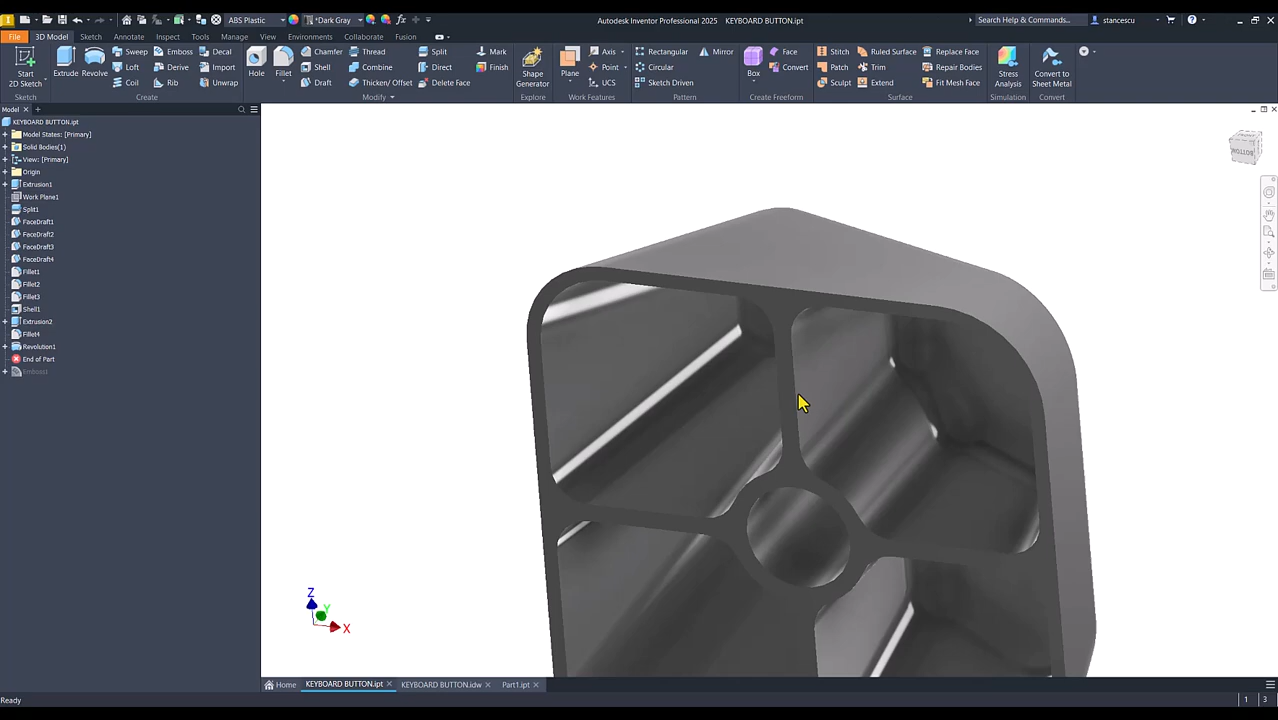 ABS Plastic
*Dark Gray
Autodesk Inventor Professional 2025 KEYBOARD BUTTON.ipt
Search Help & Commands...
stancescu
File
3D Model
Sketch
Annotate
Inspect
Tools
Manage
View
Environments
Collaborate
Fusion
Start
2D Sketch
Sketch
Extrude
Revolve
Sweep
Loft
Coil
Emboss
Derive
Rib
Decal
Import
Unwrap
Create
Hole
Fillet
Chamfer
Shell
Draft
Thread
Combine
Thicken/ Offset
Split
Direct
Delete Face
Mark
Finish
Modify
Shape
Generator
Explore
Plane
Axis
Point
UCS
Work Features
Rectangular
Circular
Sketch Driven
Mirror
Pattern
Box
Face
Convert
Create Freeform
Stitch
Patch
Sculpt
Ruled Surface
Trim
Extend
Replace Face
Repair Bodies
Fit Mesh Face
Surface
Stress
Analysis
Simulation
Convert to
Sheet Metal
Convert
Model
KEYBOARD BUTTON.ipt
Model States: [Primary]
Solid Bodies(1)
View: [Primary]
Origin
Extrusion1
Work Plane1
Split1
FaceDraft1
FaceDraft2
FaceDraft3
FaceDraft4
Fillet1
Fillet2
Fillet3
Shell1
Extrusion2
Fillet4
Revolution1
End of Part
Emboss1
FRONT
BOTTOM
Z
Y
X
Home
KEYBOARD BUTTON.ipt
KEYBOARD BUTTON.idw
Part1.ipt
Ready
1
3